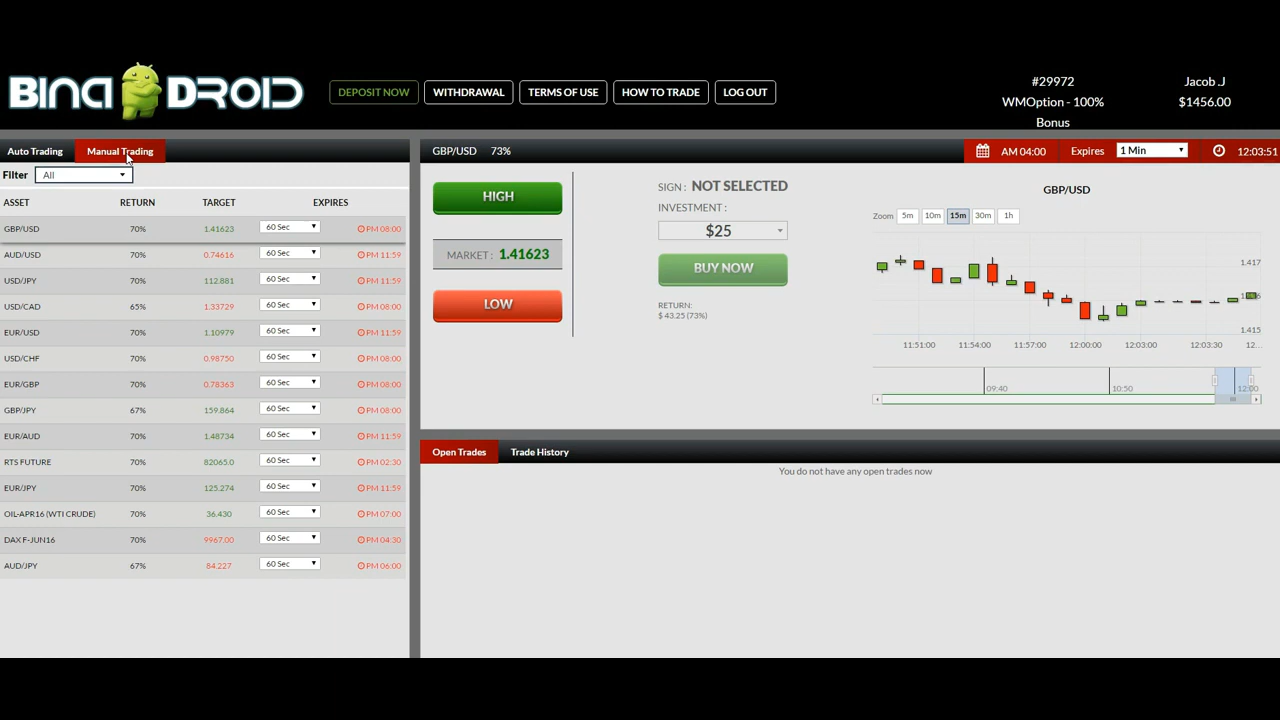 BINA DROID
DEPOSIT NOW
WITHDRAWAL
TERMS OF USE
HOW TO TRADE
LOG OUT
#29972
WMOption - 100%
Bonus
Jacob .J
$1456.00
Auto Trading
Manual Trading
Filter
All
ASSET RETURN TARGET EXPIRES
GBP/USD 70% 1.41623 60 Sec PM 08:00
AUD/USD 70% 0.74616 60 Sec PM 11:59
USD/JPY 70% 112.881 60 Sec PM 11:59
USD/CAD 65% 1.33729 60 Sec PM 08:00
EUR/USD 70% 1.10979 60 Sec PM 11:59
USD/CHF 70% 0.98750 60 Sec PM 08:00
EUR/GBP 70% 0.78363 60 Sec PM 08:00
GBP/JPY 67% 159.864 60 Sec PM 08:00
EUR/AUD 70% 1.48734 60 Sec PM 11:59
RTS FUTURE 70% 82065.0 60 Sec PM 02:30
EUR/JPY 70% 125.274 60 Sec PM 11:59
OIL-APR16 (WTI CRUDE) 70% 36.430 60 Sec PM 07:00
DAX F-JUN16 70% 9967.00 60 Sec PM 04:30
AUD/JPY 67% 84.227 60 Sec PM 06:00
GBP/USD 73%
AM 04:00
Expires
1 Min
12:03:51
HIGH
MARKET : 1.41623
LOW
SIGN : NOT SELECTED
INVESTMENT :
$25
BUY NOW
RETURN:
$ 43.25 (73%)
GBP/USD
Zoom 5m 10m 15m 30m 1h
1.417
1.415
11:51:00 11:54:00 11:57:00 12:00:00 12:03:00 12:03:30 12:...
09:40 10:50 12:00
Open Trades
Trade History
You do not have any open trades now